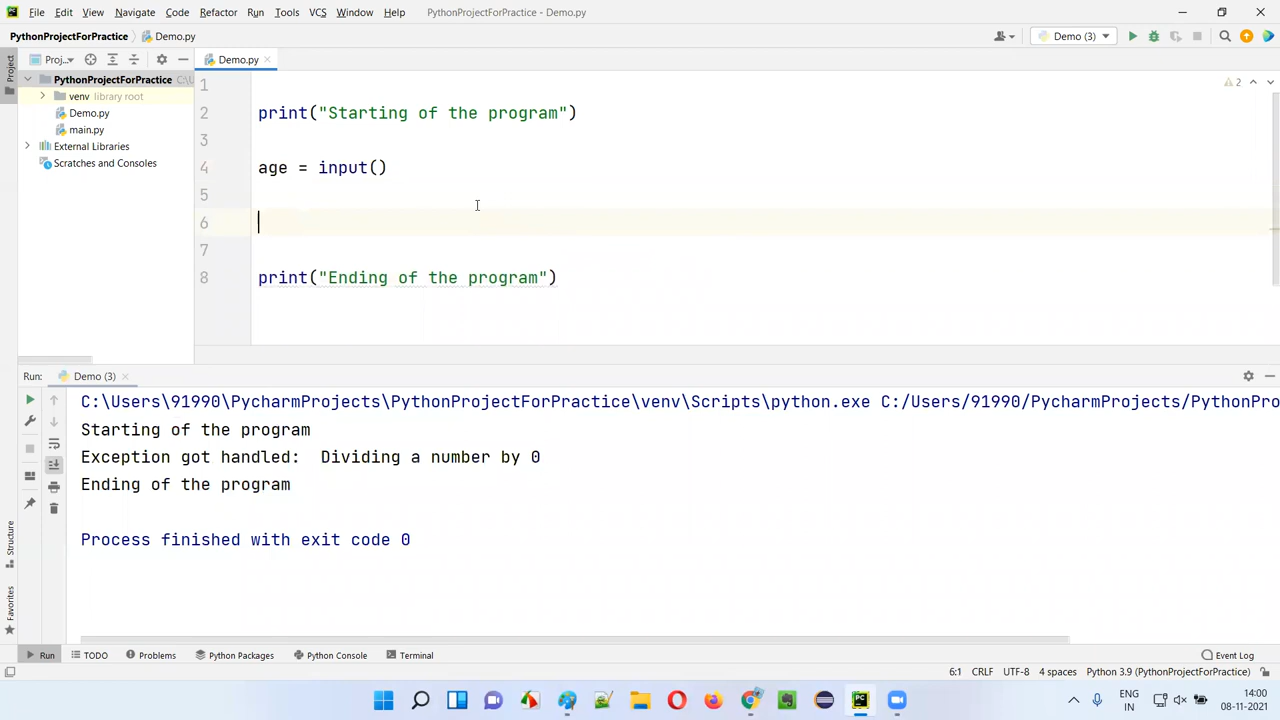 File Edit View Navigate Code Refactor Run Tools VCS Window Help PythonProjectForPractice - Demo.py
PythonProjectForPractice Demo.py Demo (3)
Proj... Demo.py
Project
PythonProjectForPractice C:\U
venv library root
Demo.py
main.py
External Libraries
Scratches and Consoles
2
1
2 print("Starting of the program")
3
4 age = input()
5
6
7
8 print("Ending of the program")
Run: Demo (3)
C:\Users\91990\PycharmProjects\PythonProjectForPractice\venv\Scripts\python.exe C:/Users/91990/PycharmProjects/PythonPro
Starting of the program
Exception got handled:  Dividing a number by 0
Ending of the program
Process finished with exit code 0
Structure
Favorites
Run TODO Problems Python Packages Python Console Terminal Event Log
6:1 CRLF UTF-8 4 spaces Python 3.9 (PythonProjectForPractice)
PC
ENG
IN
14:00
08-11-2021